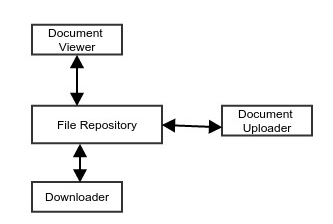 Document
Viewer
File Repository
Document
Uploader
Downloader